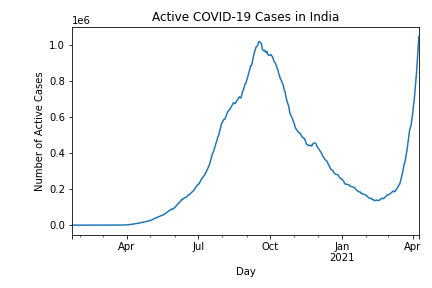 Active COVID-19 Cases in India
1e6
1.0
0.8
0.6
0.4
0.2
0.0
Number of Active Cases
Apr
Jul
Oct
Jan
2021
Apr
Day